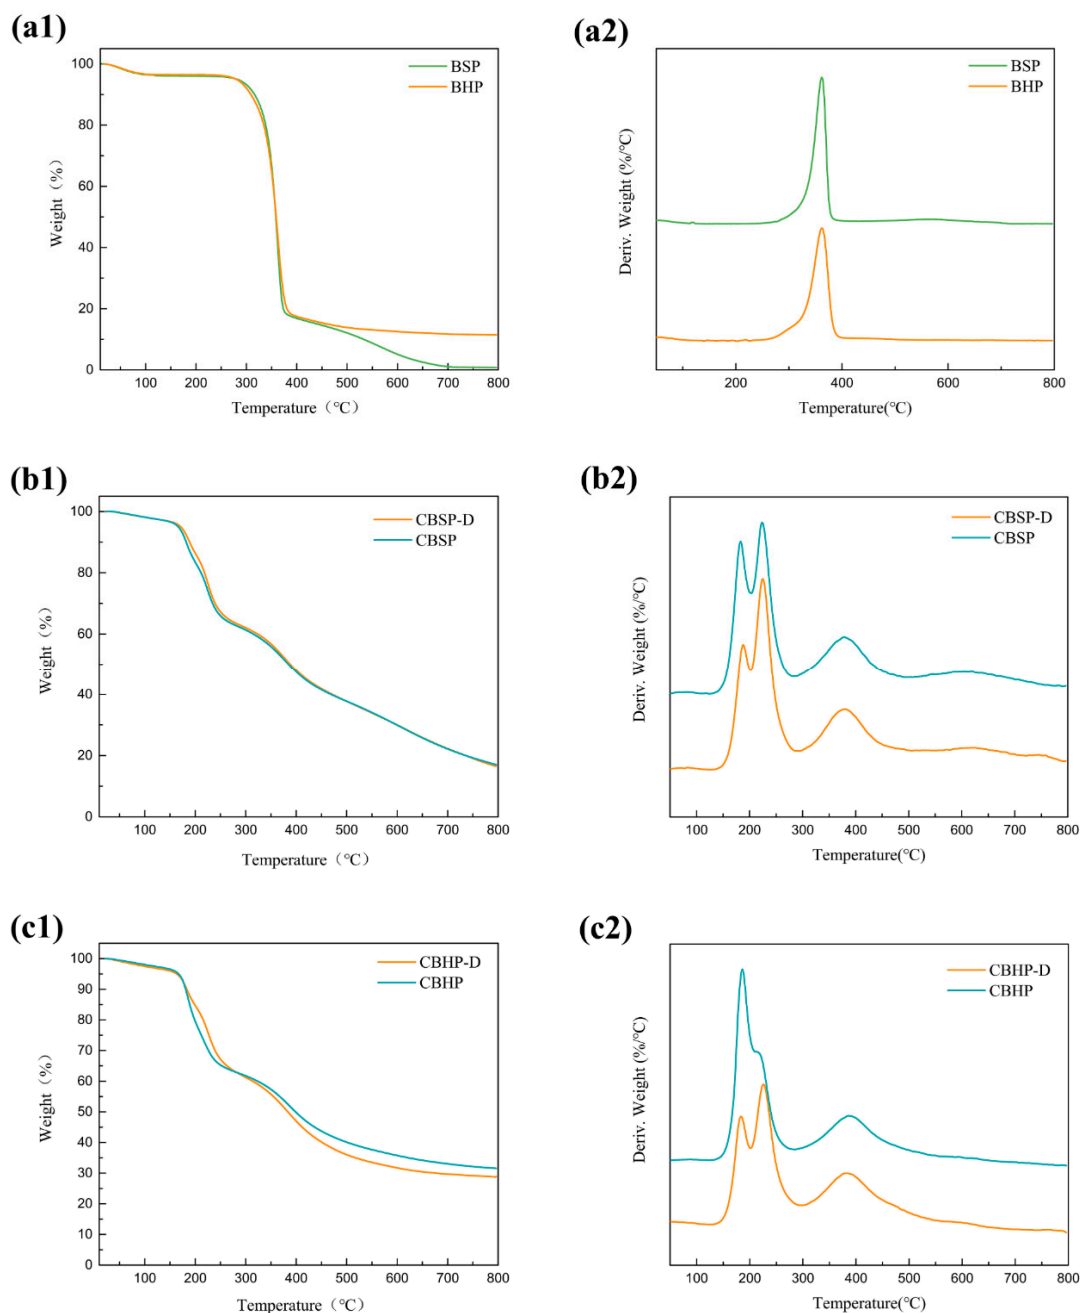 (a1)
100
80
60
40
20
0
Weight（%）
BSP
BHP
100 200 300 400 500 600 700 800
Temperature（℃）
(a2)
Deriv. Weight (%/℃)
BSP
BHP
200 400 600 800
Temperature(℃)
(b1)
100
80
60
40
20
0
Weight（%）
CBSP-D
CBSP
100 200 300 400 500 600 700 800
Temperature（℃）
(b2)
Deriv. Weight (%/℃)
CBSP-D
CBSP
100 200 300 400 500 600 700 800
Temperature(℃)
(c1)
100
90
80
70
60
50
40
30
20
10
0
Weight（%）
CBHP-D
CBHP
100 200 300 400 500 600 700 800
Temperature（℃）
(c2)
Deriv. Weight (%/℃)
CBHP-D
CBHP
100 200 300 400 500 600 700 800
Temperature(℃)